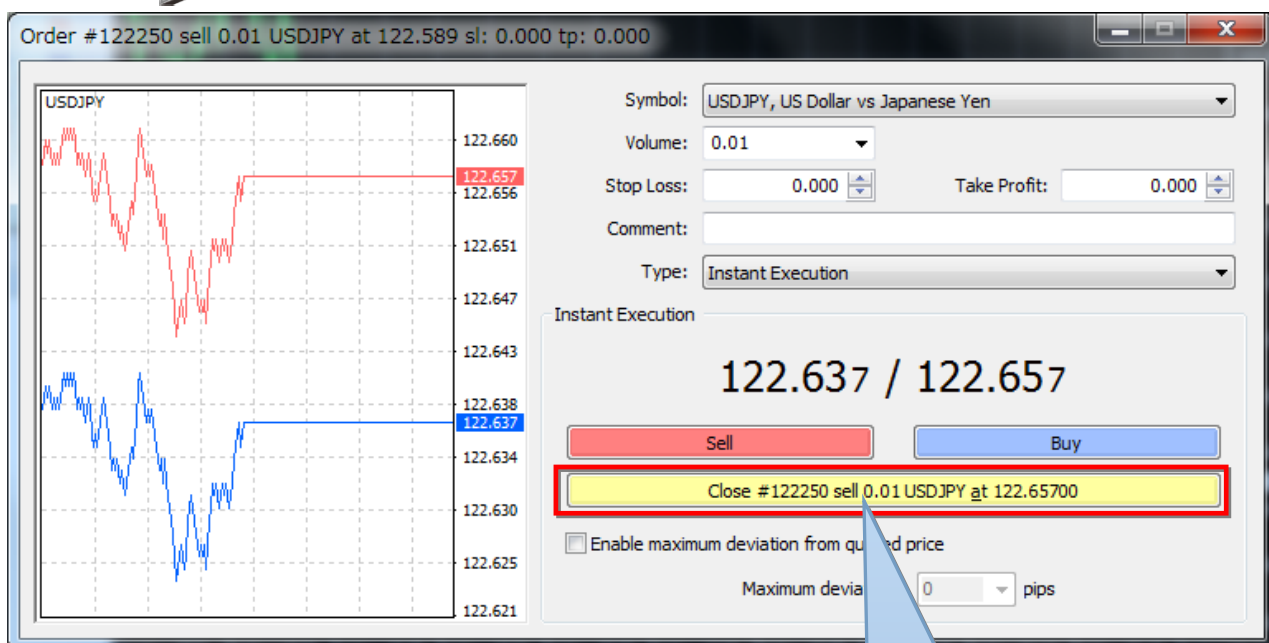 Order #122250 sell 0.01 USDJPY at 122.589 sl: 0.000 tp: 0.000
USDJPY
122.660
122.657
122.656
122.651
122.647
122.643
122.638
122.637
122.634
122.630
122.625
122.621
Symbol: USDJPY, US Dollar vs Japanese Yen
Volume: 0.01
Stop Loss: 0.000 Take Profit: 0.000
Comment:
Type: Instant Execution
Instant Execution
122.637 / 122.657
Sell Buy
Close #122250 sell 0.01 USDJPY at 122.65700
Enable maximum deviation from price
Maximum 0 pips